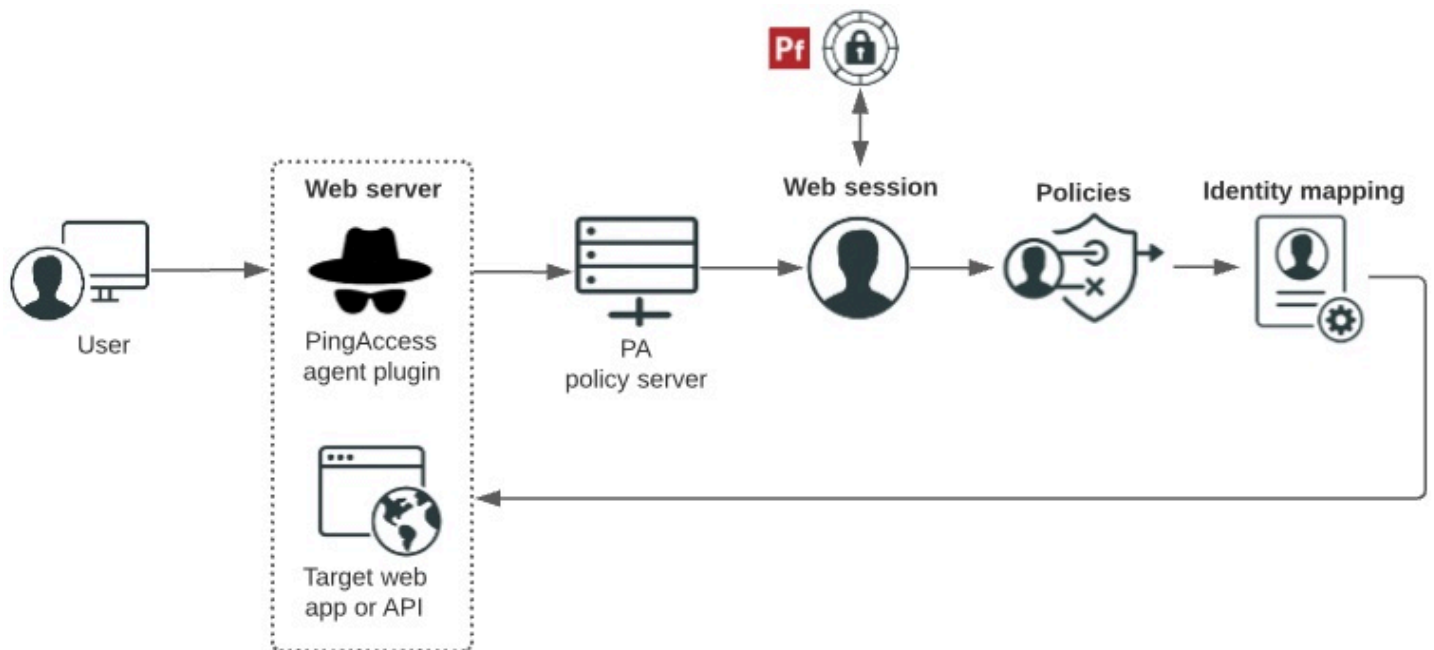 Pf
Web server
Web session
Policies
Identity mapping
User
PingAccess
agent plugin
PA
policy server
Target web
app or API